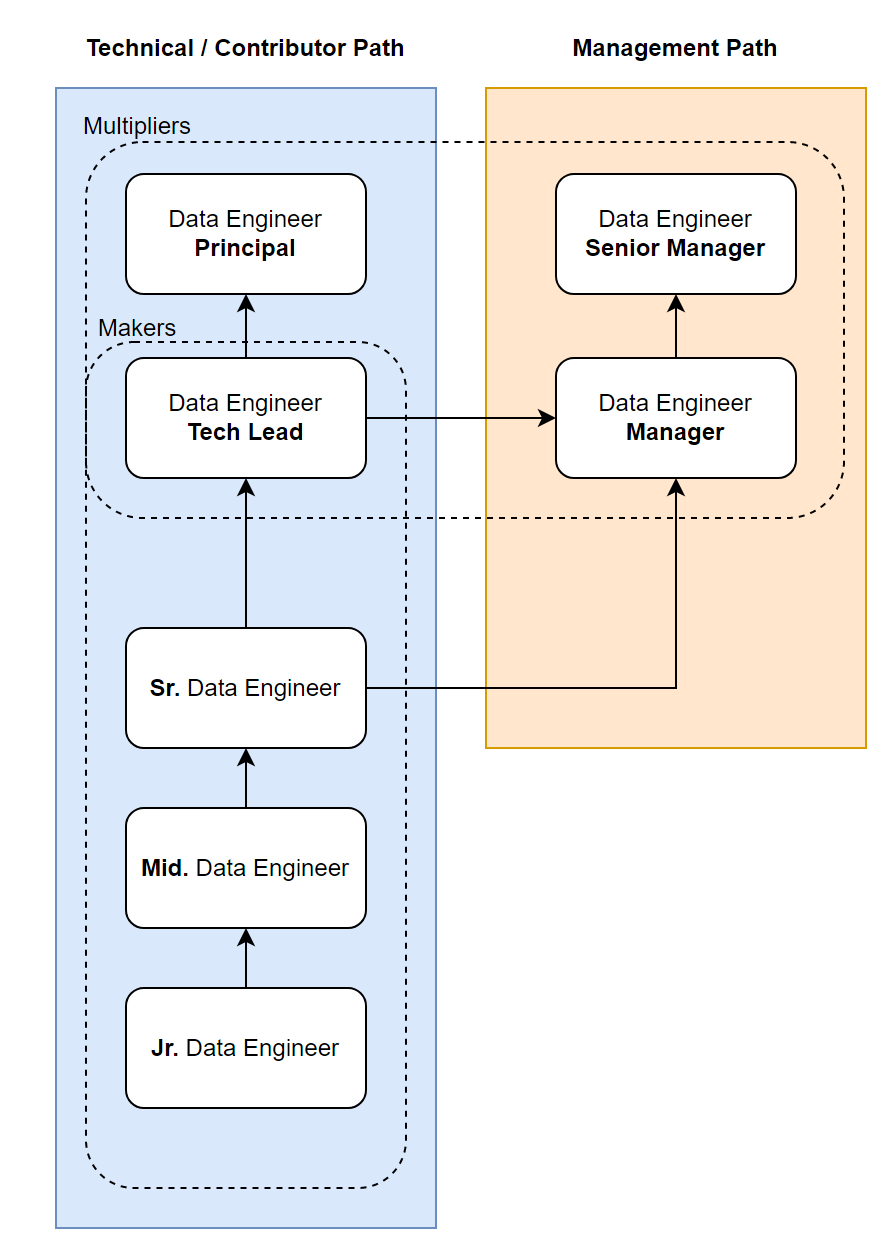 Technical / Contributor Path
Management Path
Multipliers
Data Engineer
Principal
Data Engineer
Senior Manager
Makers
Data Engineer
Tech Lead
Data Engineer
Manager
Sr. Data Engineer
Mid. Data Engineer
Jr. Data Engineer